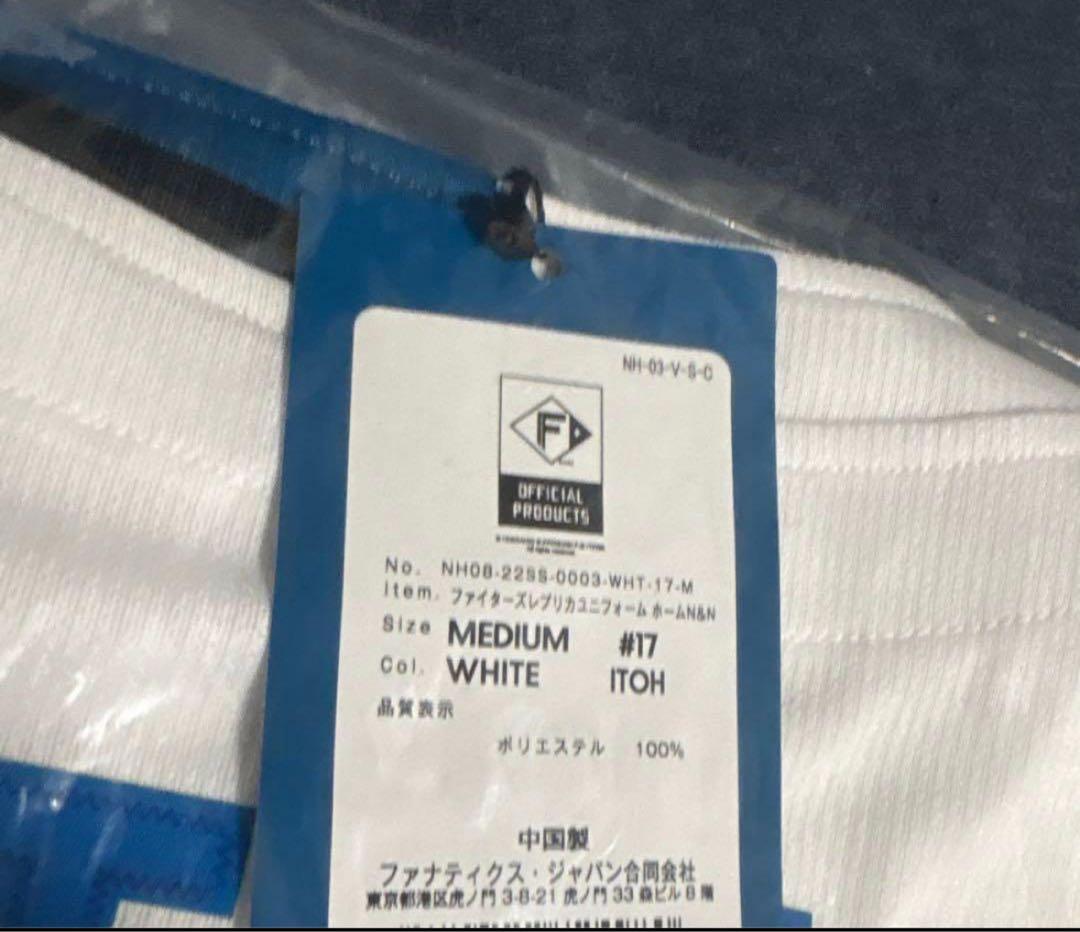 NH-03-V-S-C
F
OFFICIAL
PRODUCTS
No. NH08-22SS-0003-WHT-17-M
Item. ファイターズレプリカユニフォーム ホームN&N
Size MEDIUM #17
Col. WHITE ITOH
品質表示
ポリエステル 100%
中国製
ファナティクス・ジャパン合同会社
東京都港区虎ノ門 3-8-21 虎ノ門 33 森ビル 8 階